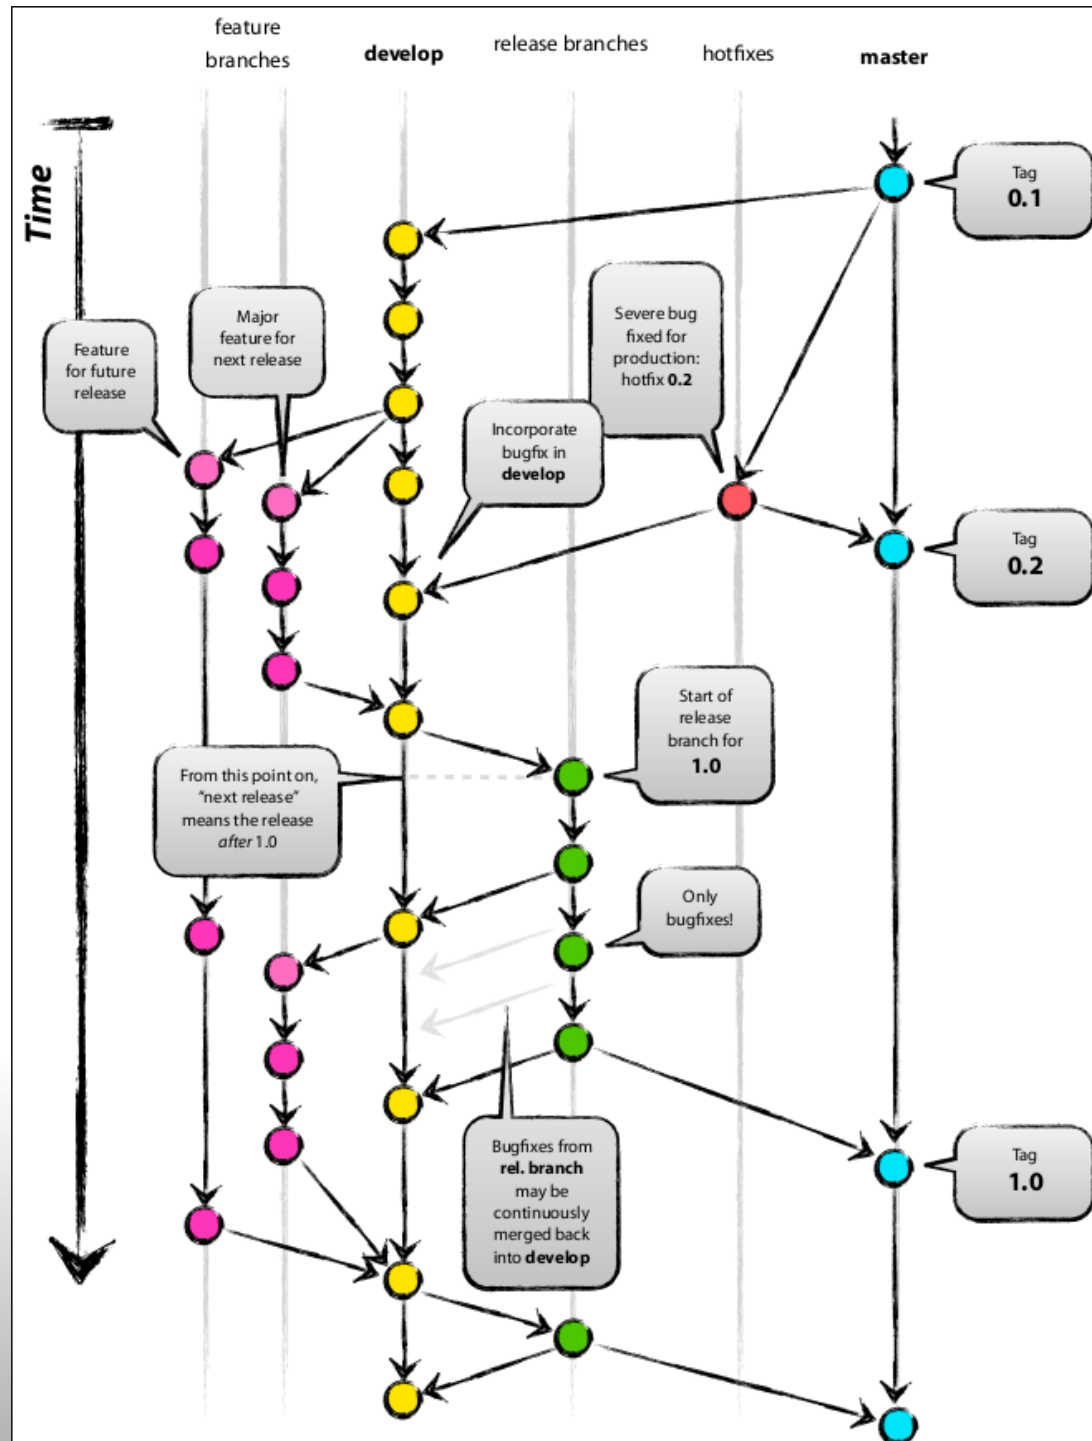 feature
branches
develop
release branches
hotfixes
master
Time
Tag
0.1
Severe bug
fixed for
production:
hotfix 0.2
Major
feature for
next release
Feature
for future
release
Incorporate
bugfix in
develop
Tag
0.2
Start of
release
branch for
1.0
From this point on,
“next release”
means the release
after 1.0
Only
bugfixes!
Bugfixes from
rel. branch
may be
continuously
merged back
into develop
Tag
1.0